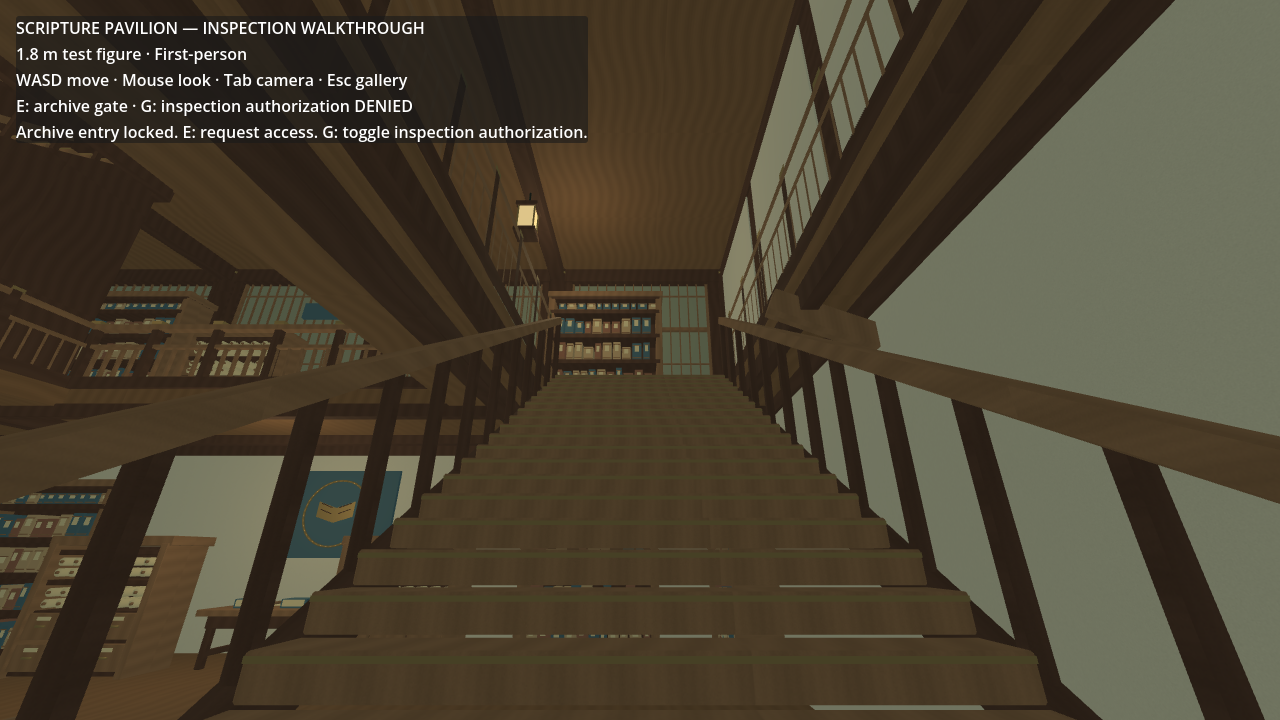 SCRIPTURE PAVILION — INSPECTION WALKTHROUGH
1.8 m test figure · First-person
WASD move · Mouse look · Tab camera · Esc gallery
E: archive gate · G: inspection authorization DENIED
Archive entry locked. E: request access. G: toggle inspection authorization.